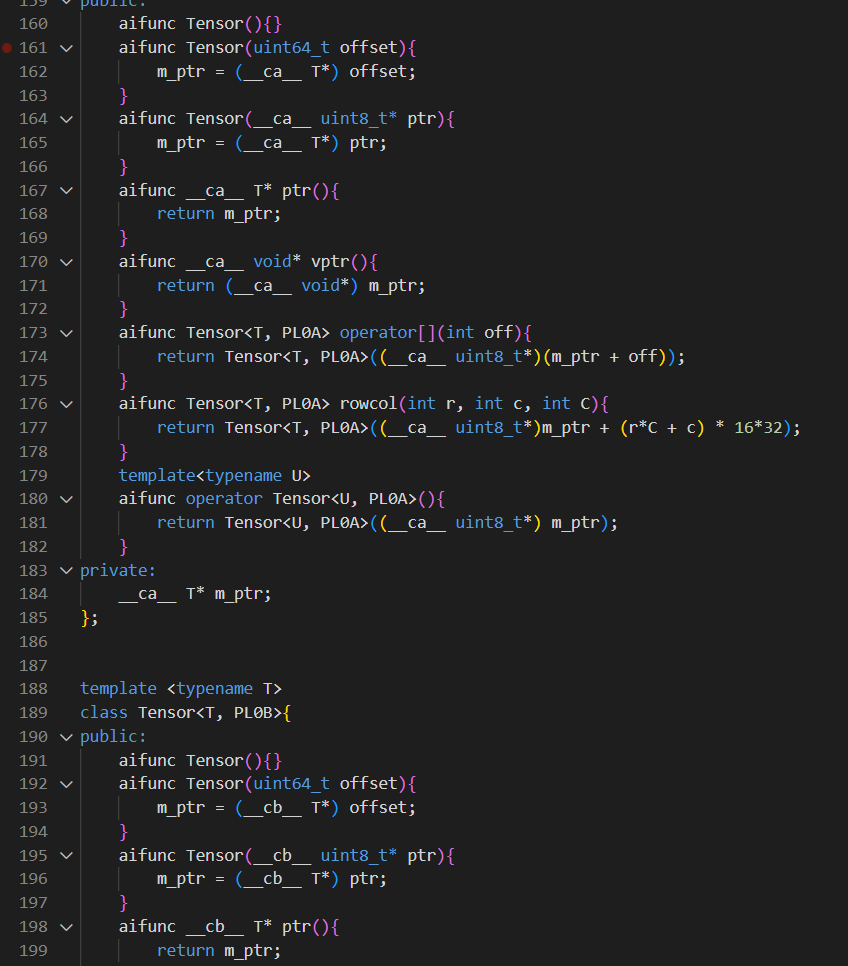 159 public:
160 aifunc Tensor(){}
161 aifunc Tensor(uint64_t offset){
162 m_ptr = (__ca__ T*) offset;
163 }
164 aifunc Tensor(__ca__ uint8_t* ptr){
165 m_ptr = (__ca__ T*) ptr;
166 }
167 aifunc __ca__ T* ptr(){
168 return m_ptr;
169 }
170 aifunc __ca__ void* vptr(){
171 return (__ca__ void*) m_ptr;
172 }
173 aifunc Tensor<T, PL0A> operator[](int off){
174 return Tensor<T, PL0A>((__ca__ uint8_t*)(m_ptr + off));
175 }
176 aifunc Tensor<T, PL0A> rowcol(int r, int c, int C){
177 return Tensor<T, PL0A>((__ca__ uint8_t*)m_ptr + (r*C + c) * 16*32);
178 }
179 template<typename U>
180 aifunc operator Tensor<U, PL0A>(){
181 return Tensor<U, PL0A>((__ca__ uint8_t*) m_ptr);
182 }
183 private:
184 __ca__ T* m_ptr;
185 };
186
187
188 template <typename T>
189 class Tensor<T, PL0B>{
190 public:
191 aifunc Tensor(){}
192 aifunc Tensor(uint64_t offset){
193 m_ptr = (__cb__ T*) offset;
194 }
195 aifunc Tensor(__cb__ uint8_t* ptr){
196 m_ptr = (__cb__ T*) ptr;
197 }
198 aifunc __cb__ T* ptr(){
199 return m_ptr;